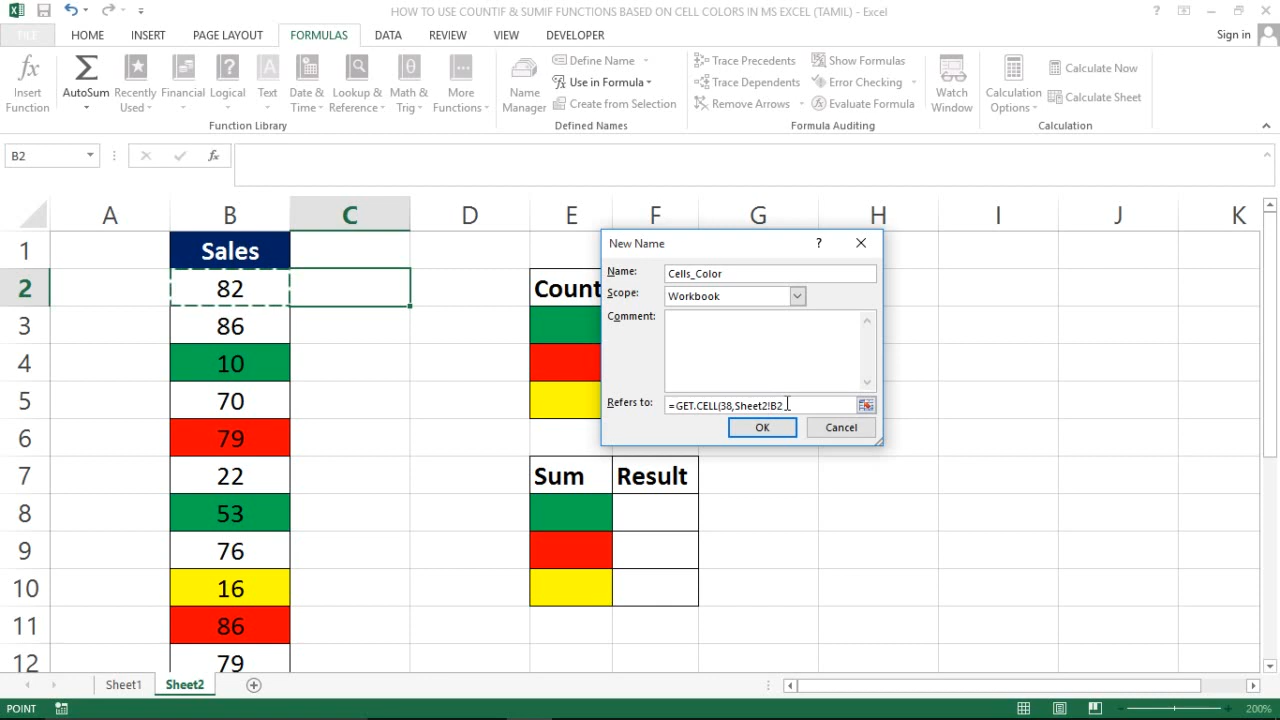 HOW TO USE COUNTIF & SUMIF FUNCTIONS BASED ON CELL COLORS IN MS EXCEL (TAMIL) - Excel
FILE HOME INSERT PAGE LAYOUT FORMULAS DATA REVIEW VIEW DEVELOPER Sign in
Insert Function
AutoSum
Recently Used
Financial
Logical
Text
Date & Time
Lookup & Reference
Math & Trig
More Functions
Function Library
Name Manager
Define Name
Use in Formula
Create from Selection
Defined Names
Trace Precedents
Trace Dependents
Remove Arrows
Show Formulas
Error Checking
Evaluate Formula
Formula Auditing
Watch Window
Calculation Options
Calculate Now
Calculate Sheet
Calculation
B2 fx
A B C D E F G H I J K
1 Sales
2 82 Count
3 86
4 10
5 70
6 79
7 22 Sum Result
8 53
9 76
10 16
11 86
12 79
New Name ?
Name: Cells_Color
Scope: Workbook
Comment:
Refers to: =GET.CELL(38,Sheet2!B2
OK Cancel
Sheet1 Sheet2
POINT 200%